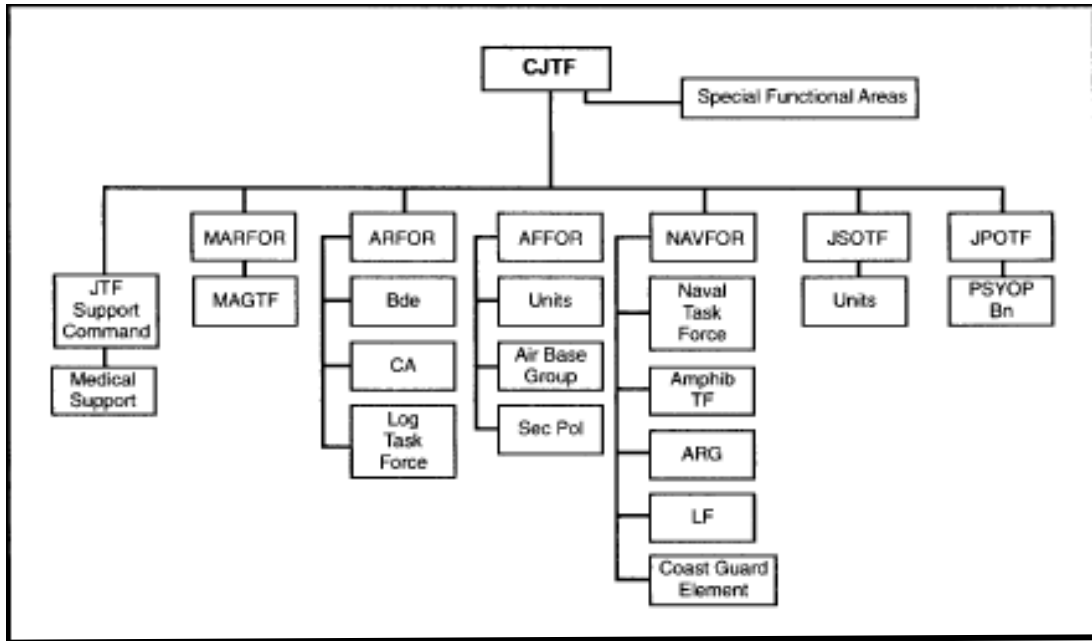 CJTF
Special Functional Areas
JTF
Support
Command
Medical
Support
MARFOR
MAGTF
ARFOR
Bde
CA
Log
Task
Force
AFFOR
Units
Air Base
Group
Sec Pol
NAVFOR
Naval
Task
Force
Amphib
TF
ARG
LF
Coast Guard
Element
JSOTF
Units
JPOTF
PSYOP
Bn